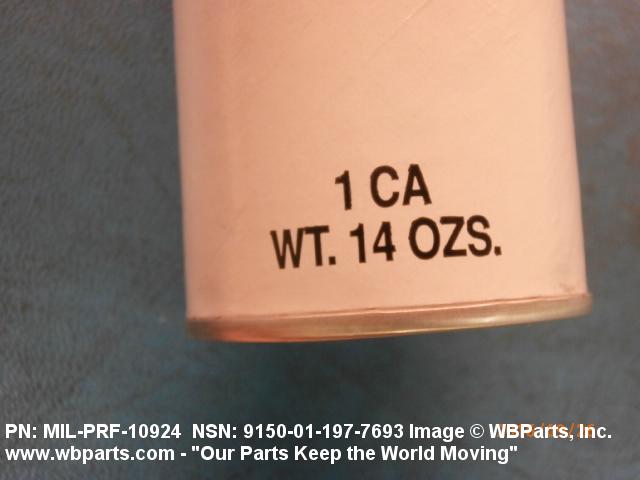 1 CA
WT. 14 OZS.
PN: MIL-PRF-10924 NSN: 9150-01-197-7693 Image © WBParts, Inc.
www.wbparts.com - "Our Parts Keep the World Moving"